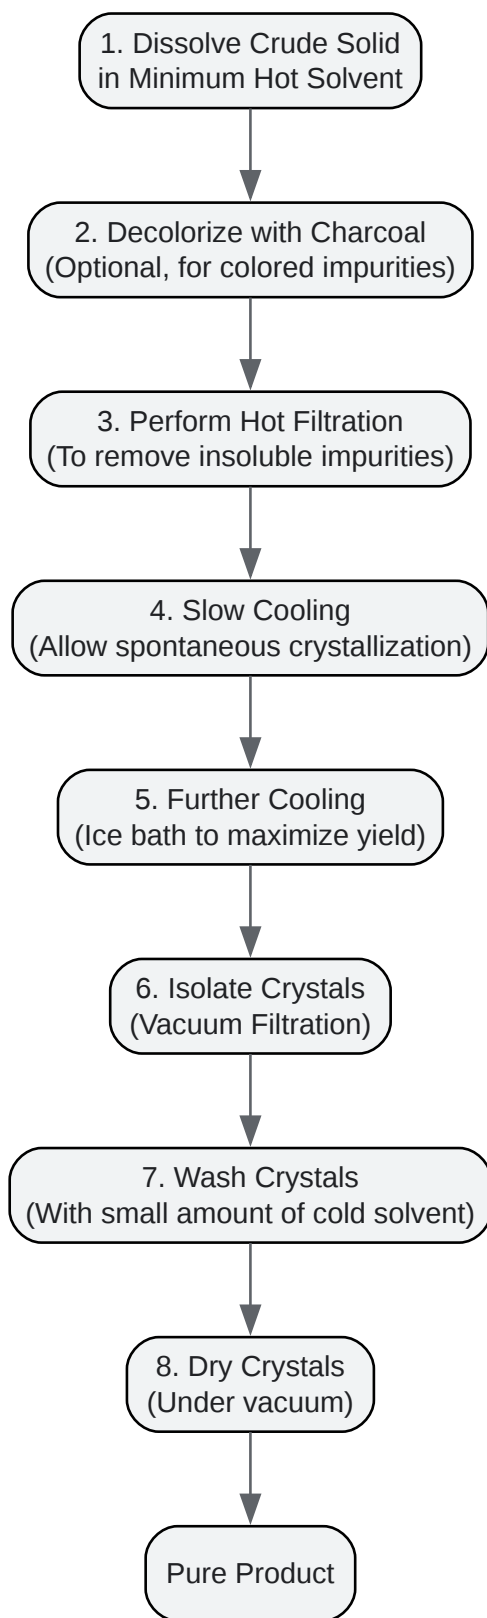 1. Dissolve Crude Solid
in Minimum Hot Solvent
2. Decolorize with Charcoal
(Optional, for colored impurities)
3. Perform Hot Filtration
(To remove insoluble impurities)
4. Slow Cooling
(Allow spontaneous crystallization)
5. Further Cooling
(Ice bath to maximize yield)
6. Isolate Crystals
(Vacuum Filtration)
7. Wash Crystals
(With small amount of cold solvent)
8. Dry Crystals
(Under vacuum)
Pure Product